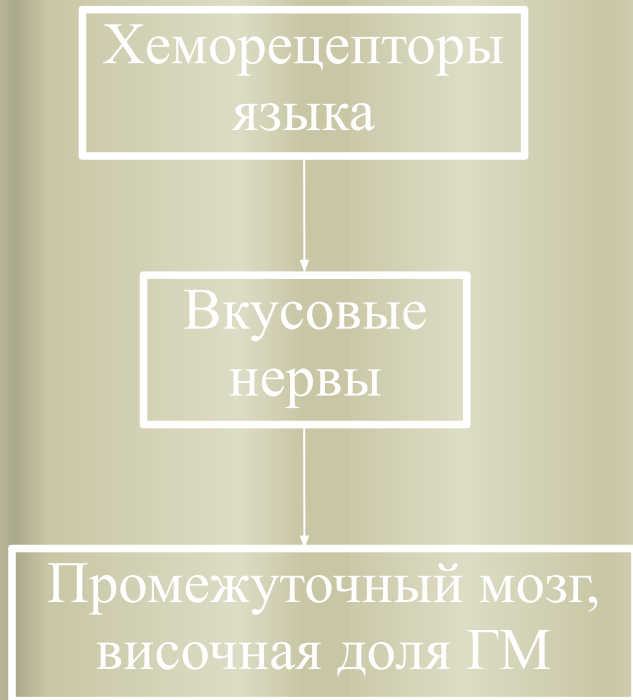 Хеморецепторы
языка
Вкусовые
нервы
Промежуточный мозг,
височная доля ГМ